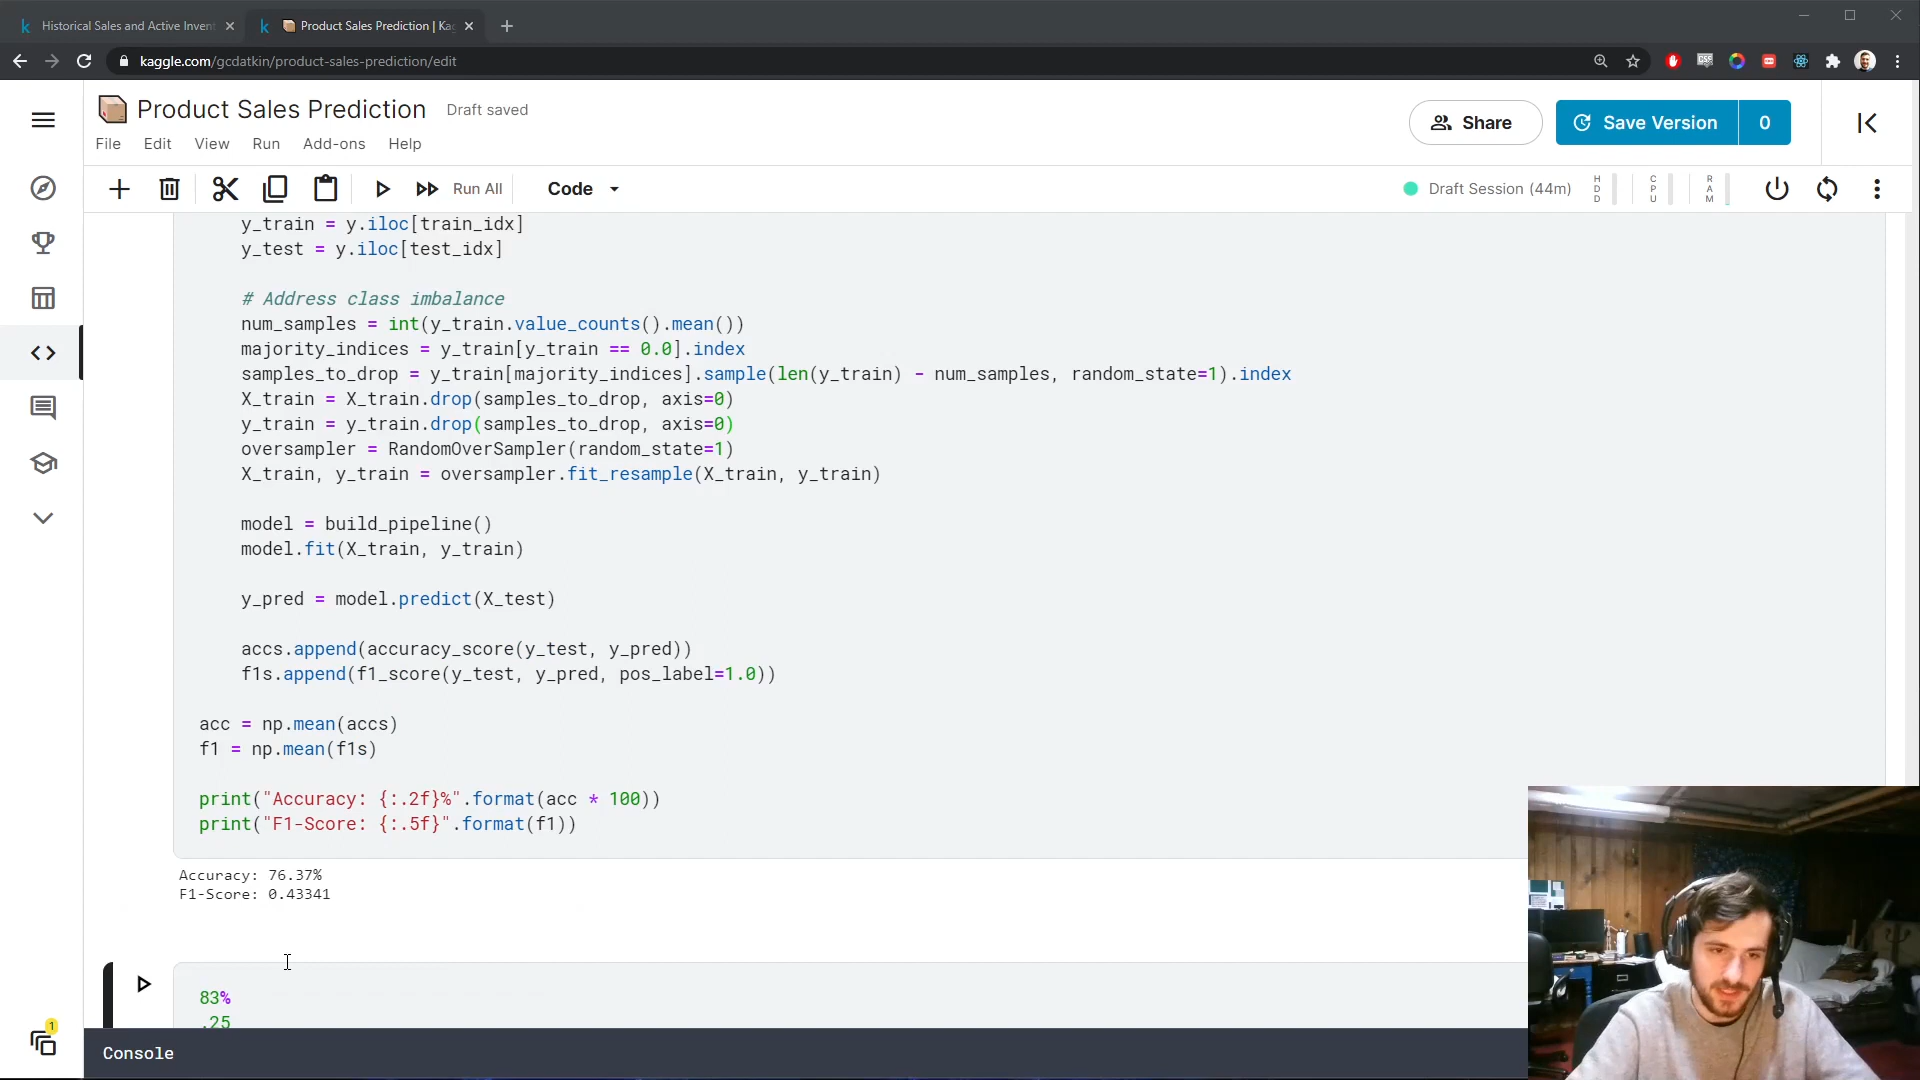 Historical Sales and Active Invent
Product Sales Prediction | Kag
kaggle.com/gcdatkin/product-sales-prediction/edit
Product Sales Prediction
Draft saved
File Edit View Run Add-ons Help
Share
Save Version
0
Run All
Code
Draft Session (44m)
HDD
CPU
RAM
y_train = y.iloc[train_idx]
y_test = y.iloc[test_idx]
# Address class imbalance
num_samples = int(y_train.value_counts().mean())
majority_indices = y_train[y_train == 0.0].index
samples_to_drop = y_train[majority_indices].sample(len(y_train) - num_samples, random_state=1).index
X_train = X_train.drop(samples_to_drop, axis=0)
y_train = y_train.drop(samples_to_drop, axis=0)
oversampler = RandomOverSampler(random_state=1)
X_train, y_train = oversampler.fit_resample(X_train, y_train)
model = build_pipeline()
model.fit(X_train, y_train)
y_pred = model.predict(X_test)
accs.append(accuracy_score(y_test, y_pred))
f1s.append(f1_score(y_test, y_pred, pos_label=1.0))
acc = np.mean(accs)
f1 = np.mean(f1s)
print("Accuracy: {:.2f}%".format(acc * 100))
print("F1-Score: {:.5f}".format(f1))
Accuracy: 76.37%
F1-Score: 0.43341
83%
.25
1
Console